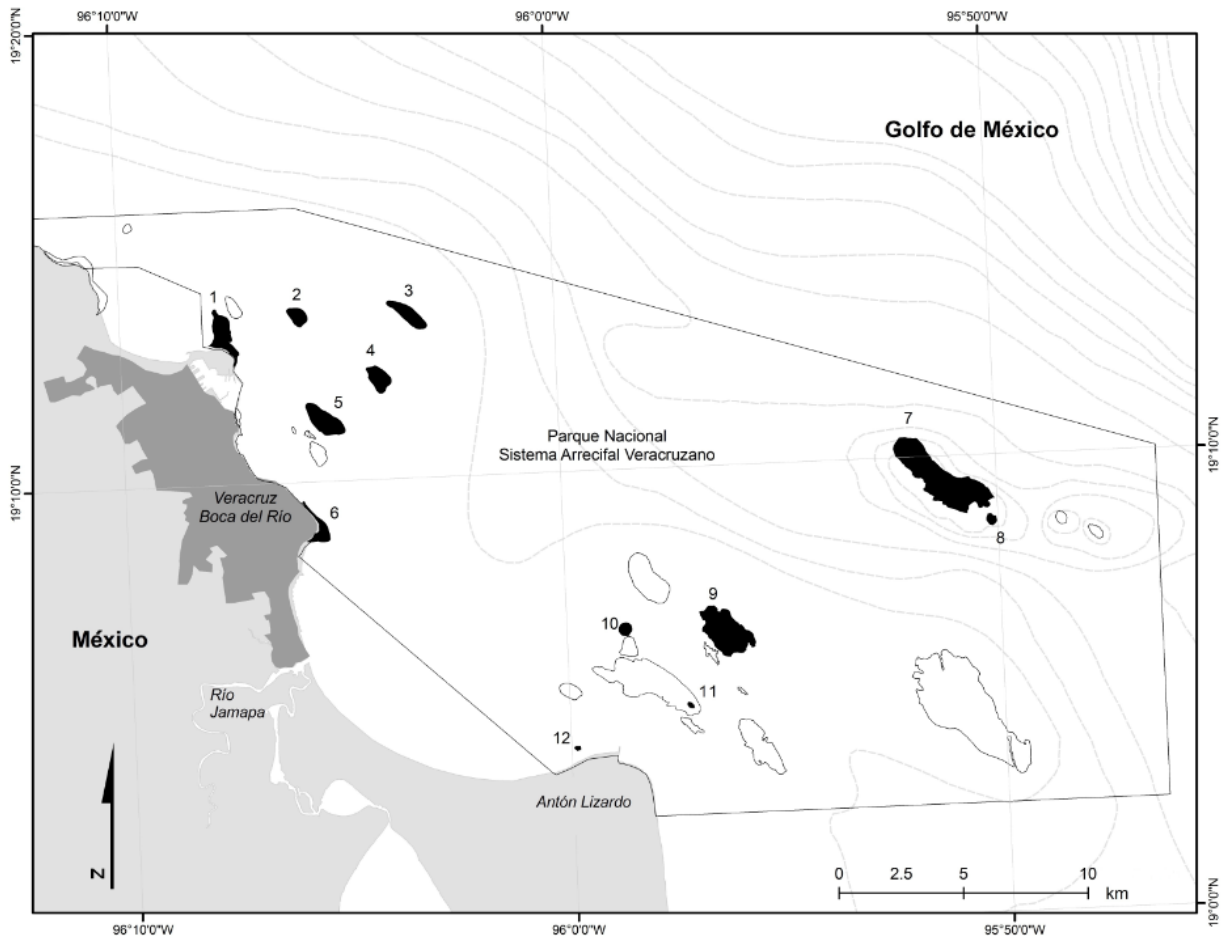 96°10'0"W
96°0'0"W
95°50'0"W
19°20'0"N
Golfo de México
1
2
3
4
5
Parque Nacional
Sistema Arrecifal Veracruzano
7
19°10'0"N
19°10'0"N
Veracruz
Boca del Río
6
8
9
10
México
Río
Jamapa
11
12
Antón Lizardo
N
0
2.5
5
10
km
19°0'0"N
96°10'0"W
96°0'0"W
95°50'0"W